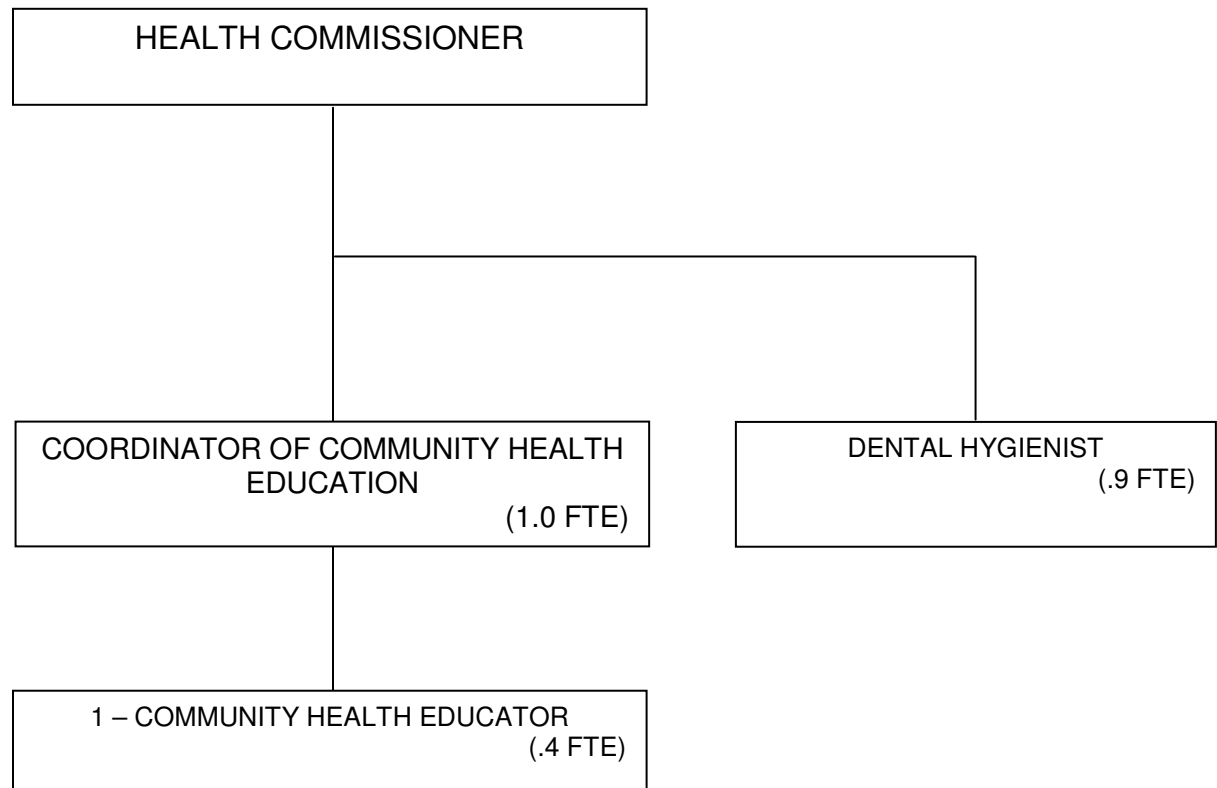 HEALTH COMMISSIONER
COORDINATOR OF COMMUNITY HEALTH
EDUCATION
(1.0 FTE)
DENTAL HYGIENIST
(.9 FTE)
1 – COMMUNITY HEALTH EDUCATOR
(.4 FTE)